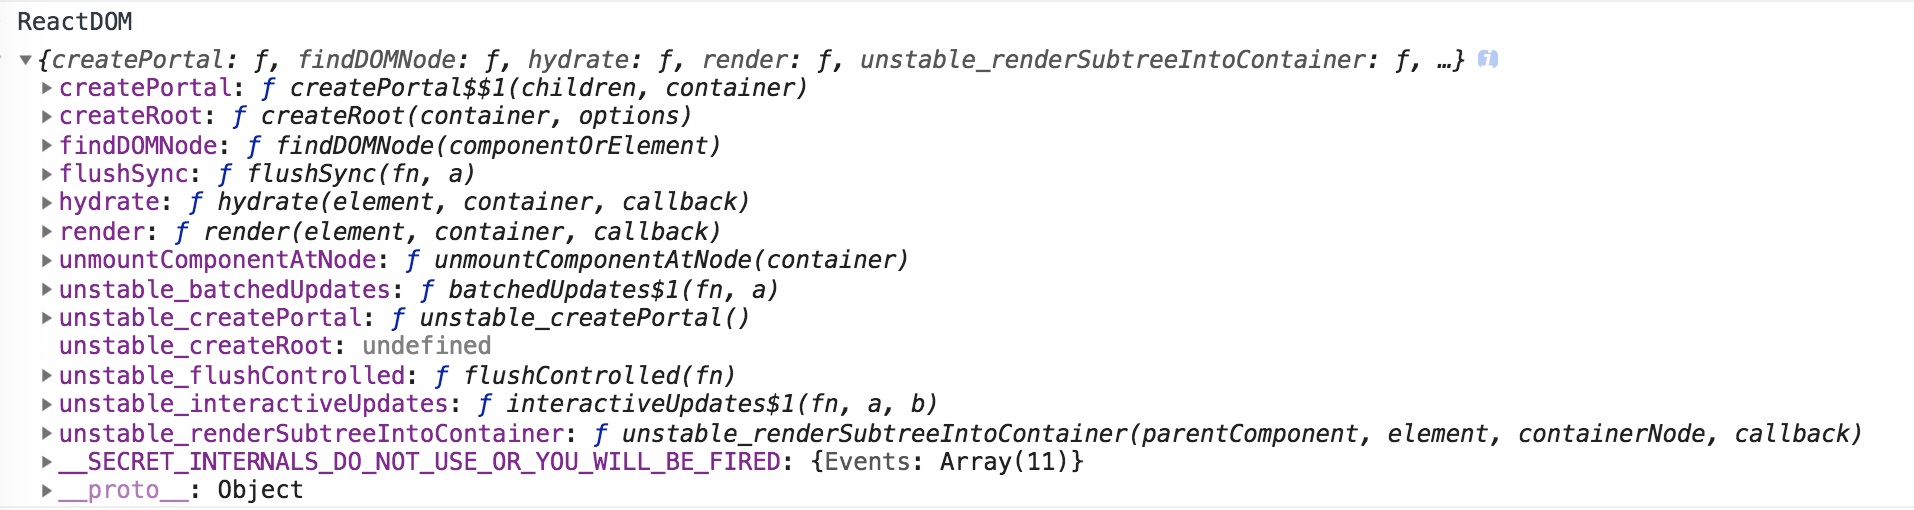 ReactDOM
{createPortal: ƒ, findDOMNode: ƒ, hydrate: ƒ, render: ƒ, unstable_renderSubtreeIntoContainer: ƒ, …} i
createPortal: ƒ createPortal$$1(children, container)
createRoot: ƒ createRoot(container, options)
findDOMNode: ƒ findDOMNode(componentOrElement)
flushSync: ƒ flushSync(fn, a)
hydrate: ƒ hydrate(element, container, callback)
render: ƒ render(element, container, callback)
unmountComponentAtNode: ƒ unmountComponentAtNode(container)
unstable_batchedUpdates: ƒ batchedUpdates$1(fn, a)
unstable_createPortal: ƒ unstable_createPortal()
unstable_createRoot: undefined
unstable_flushControlled: ƒ flushControlled(fn)
unstable_interactiveUpdates: ƒ interactiveUpdates$1(fn, a, b)
unstable_renderSubtreeIntoContainer: ƒ unstable_renderSubtreeIntoContainer(parentComponent, element, containerNode, callback)
__SECRET_INTERNALS_DO_NOT_USE_OR_YOU_WILL_BE_FIRED: {Events: Array(11)}
__proto__: Object